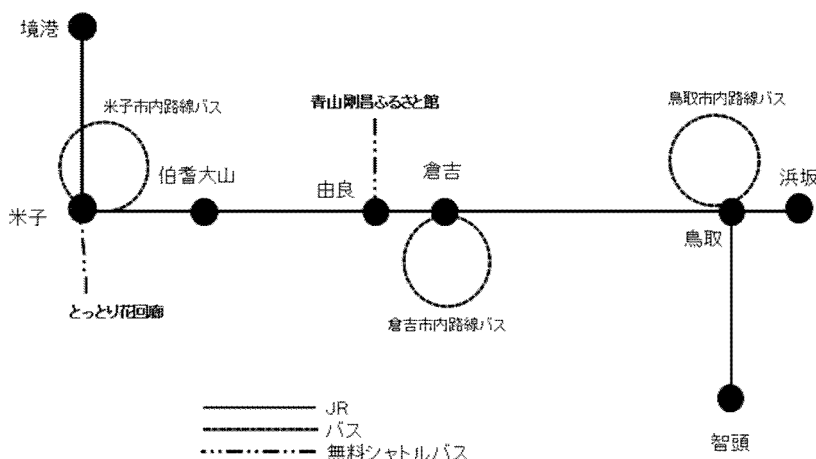 境港
米子市内路線バス
青山剛昌ふるさと館
鳥取市内路線バス
伯耆大山
由良
倉吉
浜坂
米子
鳥取
とっとり花回廊
倉吉市内路線バス
JR
バス
無料シャトルバス
智頭